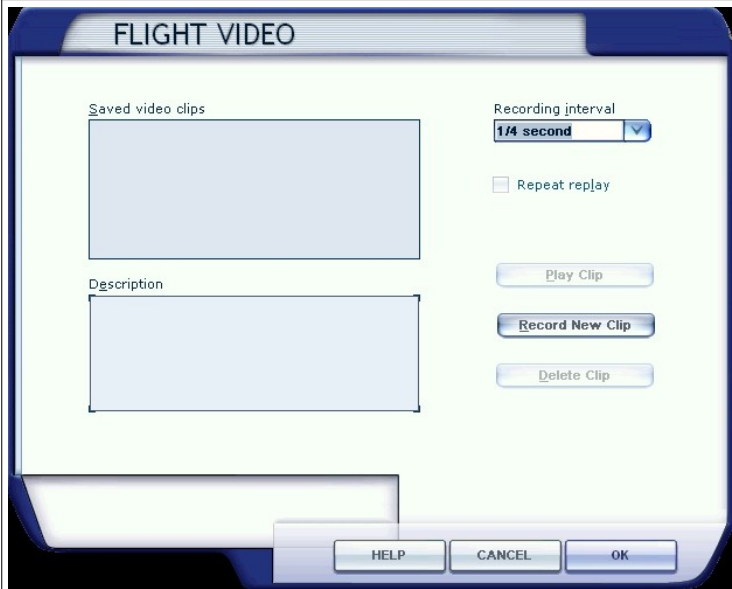 FLIGHT VIDEO
Saved video clips
Recording interval
1/4 second
Repeat replay
Description
Play Clip
Record New Clip
Delete Clip
HELP
CANCEL
OK